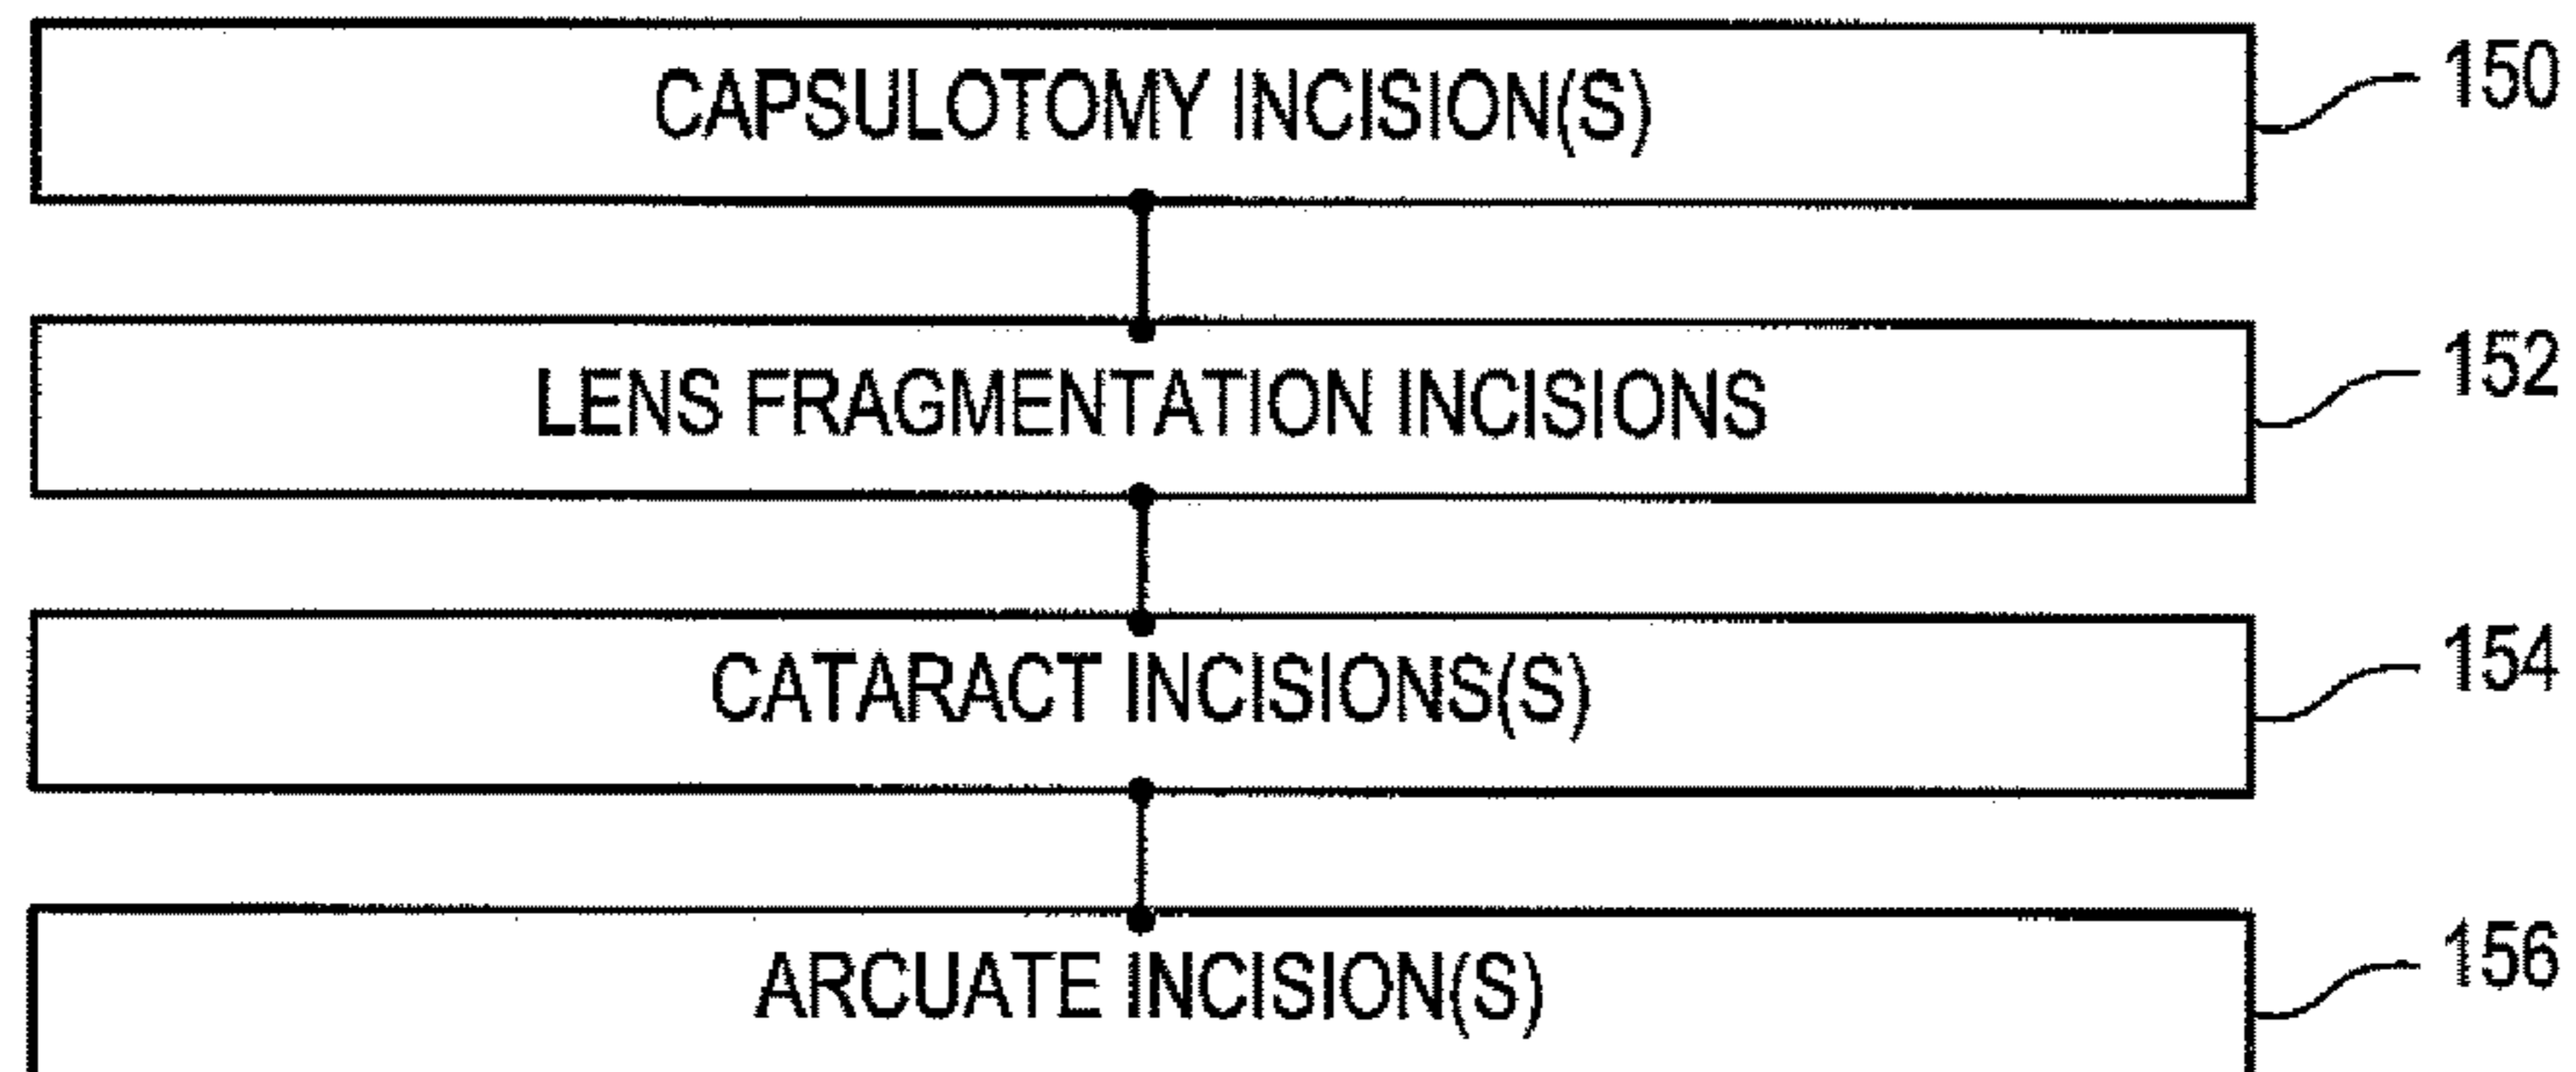 CAPSULOTOMY INCISION(S) 150
LENS FRAGMENTATION INCISIONS 152
CATARACT INCISIONS(S) 154
ARCUATE INCISION(S) 156